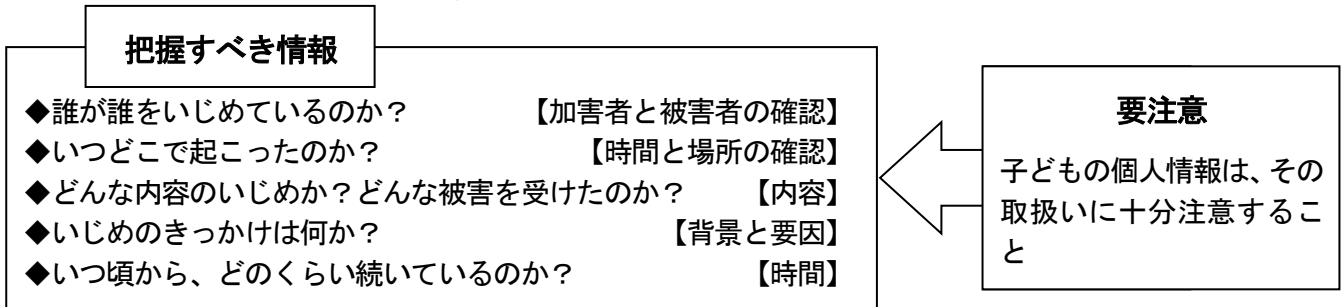 把握すべき情報
◆誰が誰をいじめているのか？ 【加害者と被害者の確認】
◆いつどこで起こったのか？ 【時間と場所の確認】
◆どんな内容のいじめか？どんな被害を受けたのか？ 【内容】
◆いじめのきっかけは何か？ 【背景と要因】
◆いつ頃から、どのくらい続いているのか？ 【時間】
要注意
子どもの個人情報は、その
取扱いに十分注意するこ
と